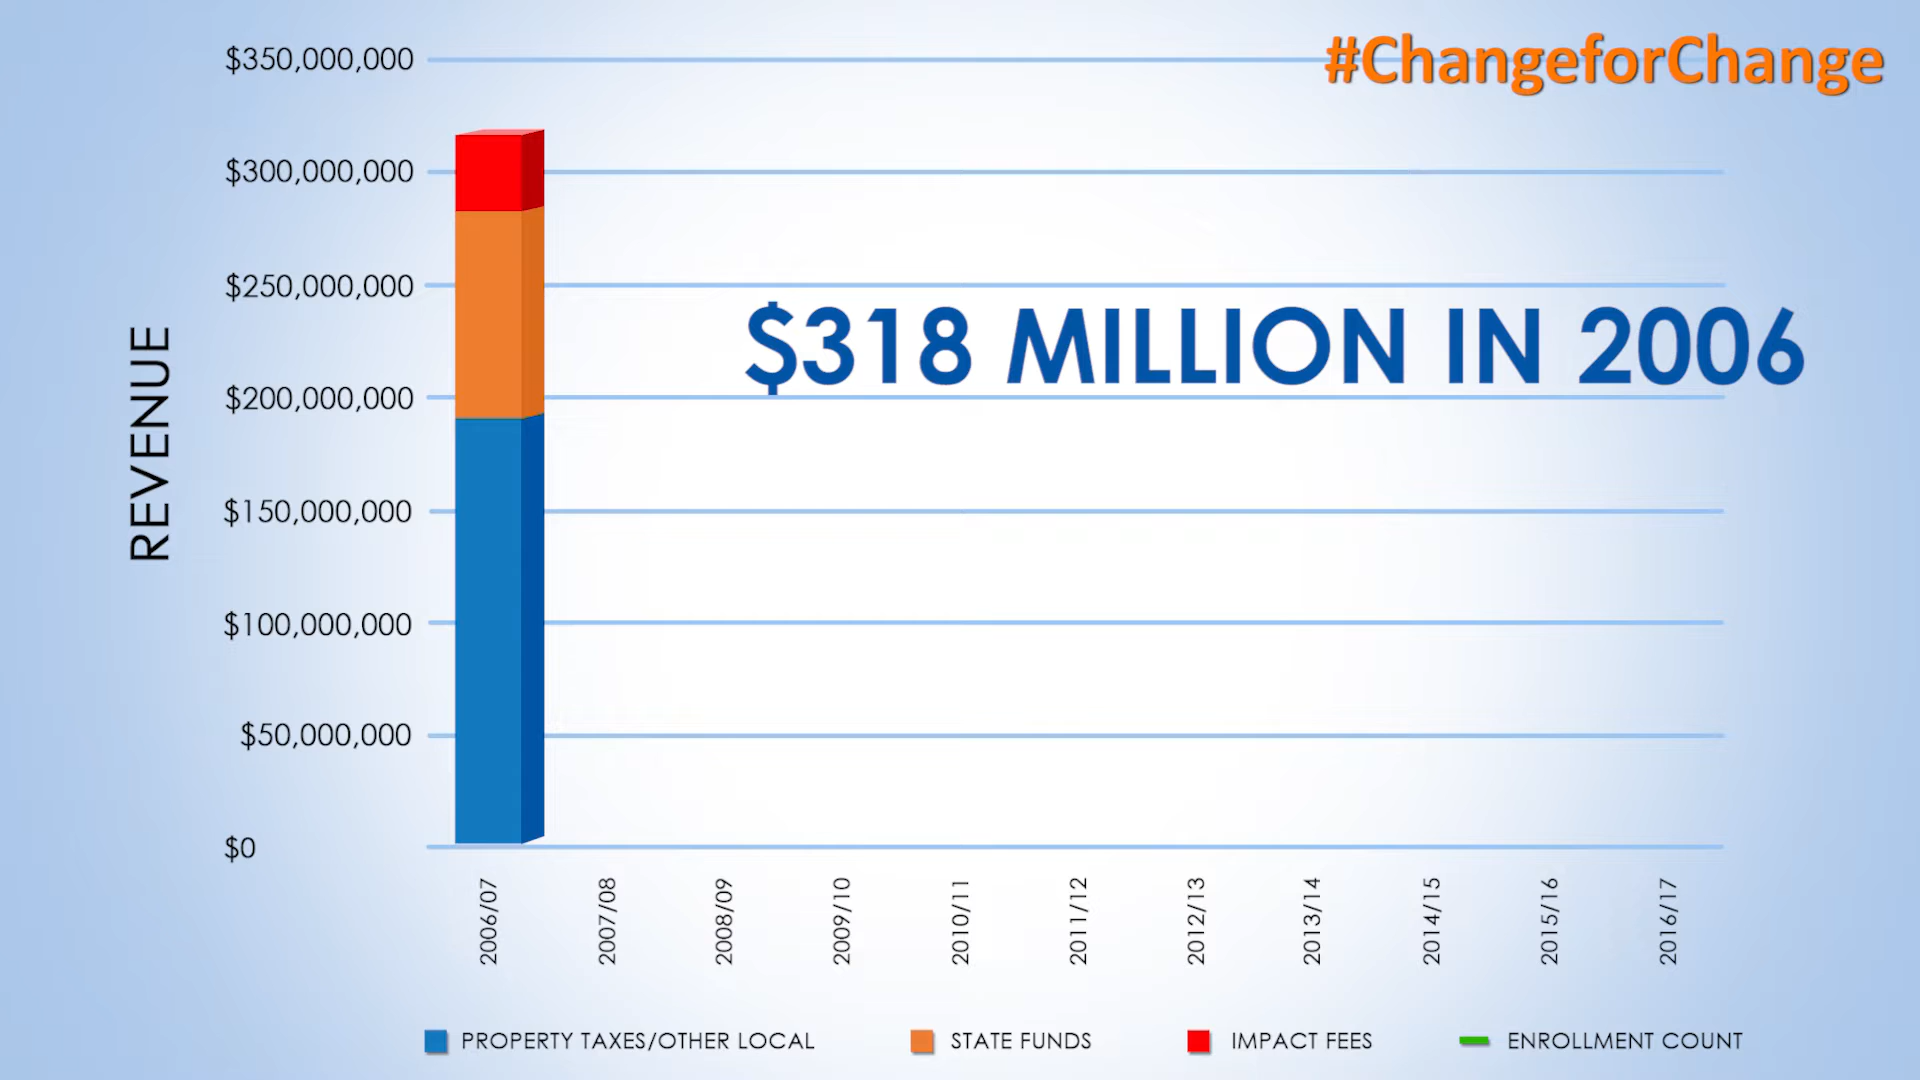 #ChangeforChange
$350,000,000
$300,000,000
$250,000,000
$318 MILLION IN 2006
$200,000,000
REVENUE
$150,000,000
$100,000,000
$50,000,000
$0
2006/07
2007/08
2008/09
2009/10
2010/11
2011/12
2012/13
2013/14
2014/15
2015/16
2016/17
PROPERTY TAXES/OTHER LOCAL
STATE FUNDS
IMPACT FEES
ENROLLMENT COUNT